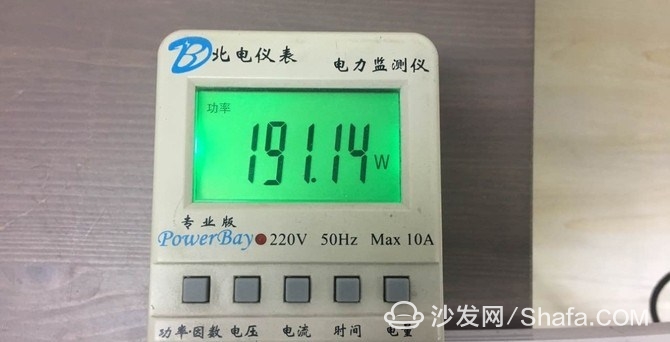 北电仪表
电力监测仪
功率
191.14W
专业版
PowerBay 220V 50Hz Max 10A
功率·因数 电压 电流 时间 电量
沙发网/Shafa.com